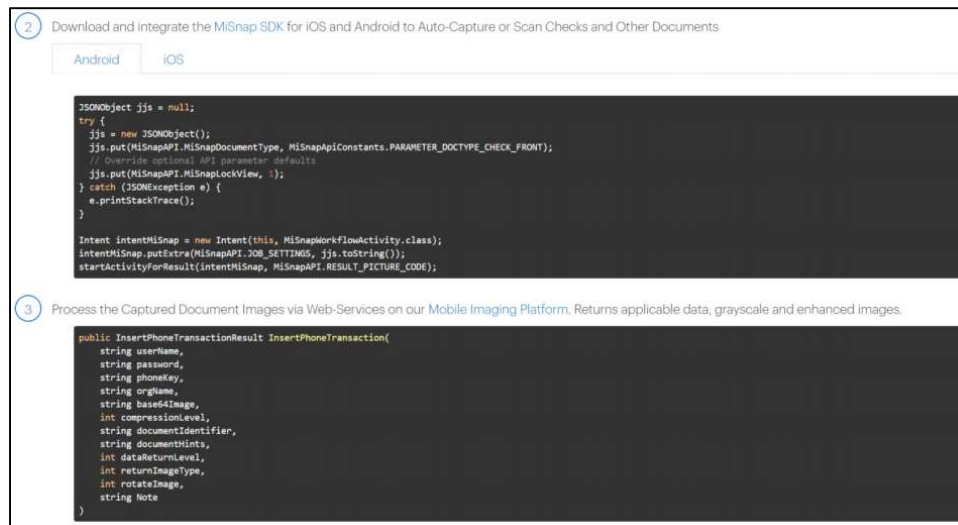 2 Download and integrate the MiSnap SDK for iOS and Android to Auto-Capture or Scan Checks and Other Documents
Android iOS
JSONObject jjs = null;
try {
jjs = new JSONObject();
jjs.put(MiSnapAPI.MiSnapDocumentType, MiSnapApiConstants.PARAMETER_DOCTYPE_CHECK_FRONT);
// Override optional API parameter defaults
jjs.put(MiSnapAPI.MiSnapLockView, 1);
} catch (JSONException e) {
e.printStackTrace();
}
Intent intentMiSnap = new Intent(this, MiSnapWorkflowActivity.class);
intentMiSnap.putExtra(MiSnapAPI.JOB_SETTINGS, jjs.toString());
startActivityForResult(intentMiSnap, MiSnapAPI.RESULT_PICTURE_CODE);
3 Process the Captured Document Images via Web-Services on our Mobile Imaging Platform. Returns applicable data, grayscale and enhanced images.
public InsertPhoneTransactionResult InsertPhoneTransaction(
string userName,
string password,
string phoneKey,
string orgName,
string base64Image,
int compressionLevel,
string documentIdentifier,
string documentHints,
int dataReturnLevel,
int returnImageType,
int rotateImage,
string Note
)